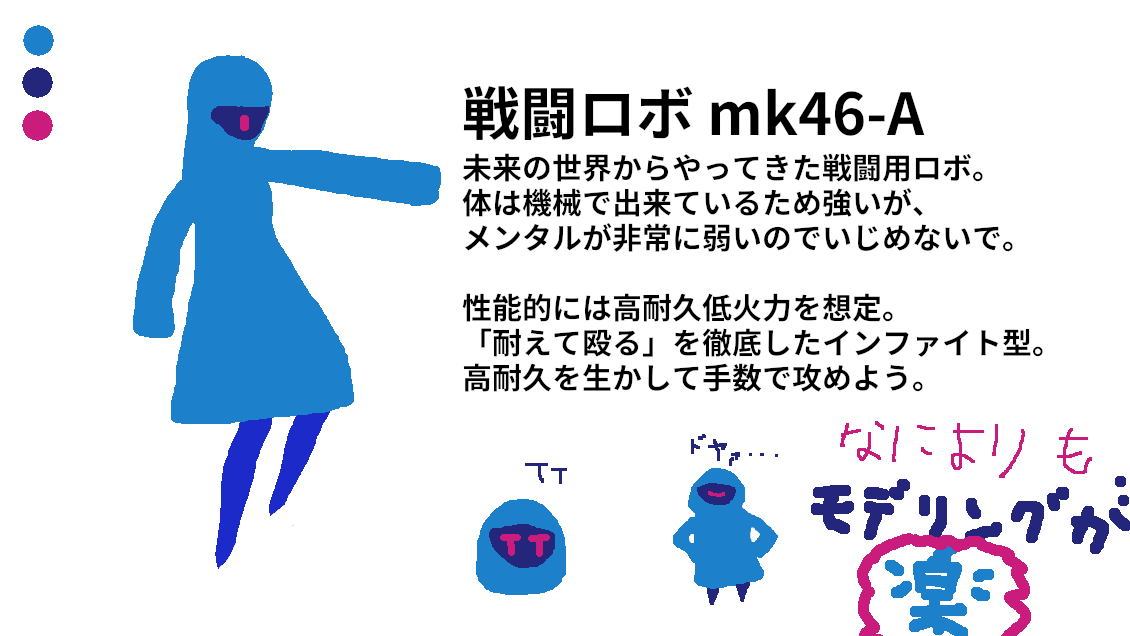 戦闘ロボ mk46-A
未来の世界からやってきた戦闘用ロボ。
体は機械で出来ているため強いが、
メンタルが非常に弱いのでいじめないで。
性能的には高耐久低火力を想定。
「耐えて殴る」を徹底したインファイト型。
高耐久を生かして手数で攻めよう。
TT
ドヤァ...
なによりも
モデリングが
楽